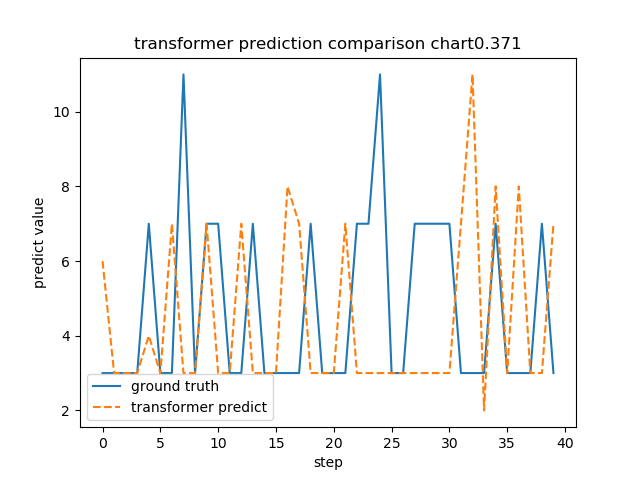 transformer prediction comparison chart0.371
predict value
10
8
6
4
2
ground truth
transformer predict
0 5 10 15 20 25 30 35 40
step